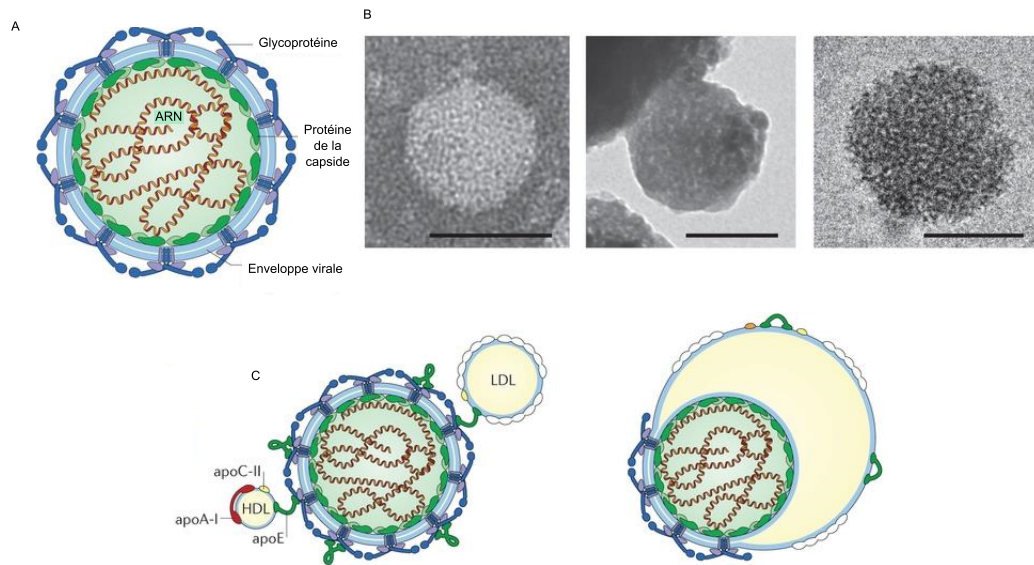 A
Glycoprotéine
ARN
Protéine
de la
capside
Enveloppe virale
B
C
LDL
apoC-II
HDL
apoA-I
apoE